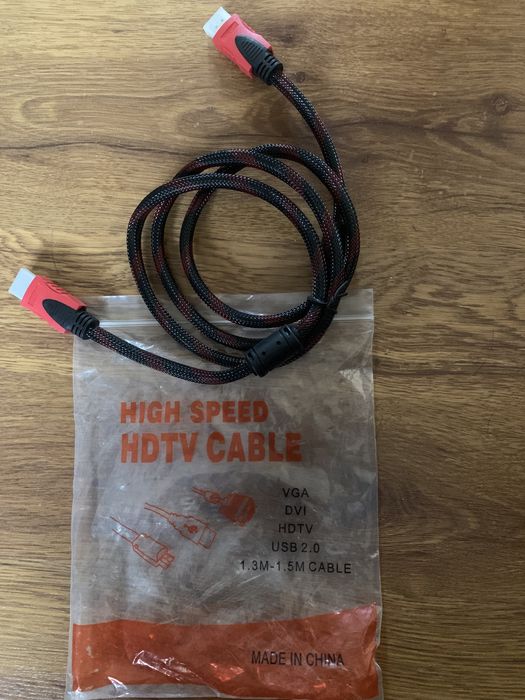 HIGH SPEED
HDTV CABLE
VGA
DVI
HDTV
USB 2.0
1.3M-1.5M CABLE
MADE IN CHINA